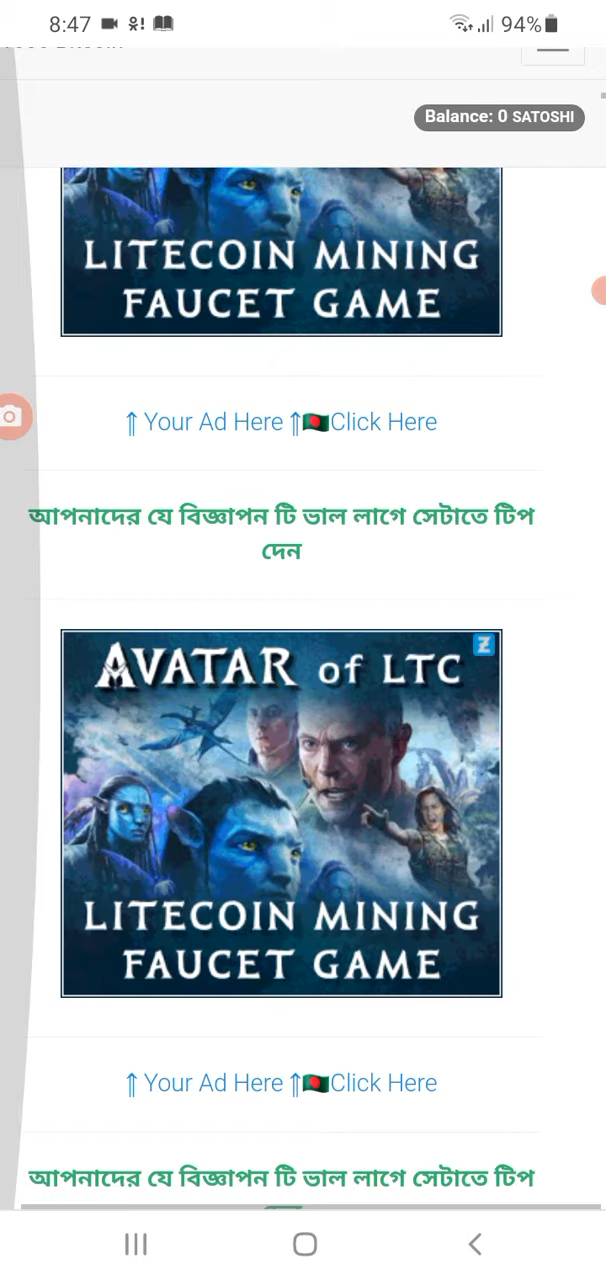 8:47
94%
Balance: 0 SATOSHI
LITECOIN MINING
FAUCET GAME
⇑ Your Ad Here ⇑🇧🇩Click Here
আপনাদের যে বিজ্ঞাপন টি ভাল লাগে সেটাতে টিপ
দেন
AVATAR of LTC
LITECOIN MINING
FAUCET GAME
⇑ Your Ad Here ⇑🇧🇩Click Here
আপনাদের যে বিজ্ঞাপন টি ভাল লাগে সেটাতে টিপ